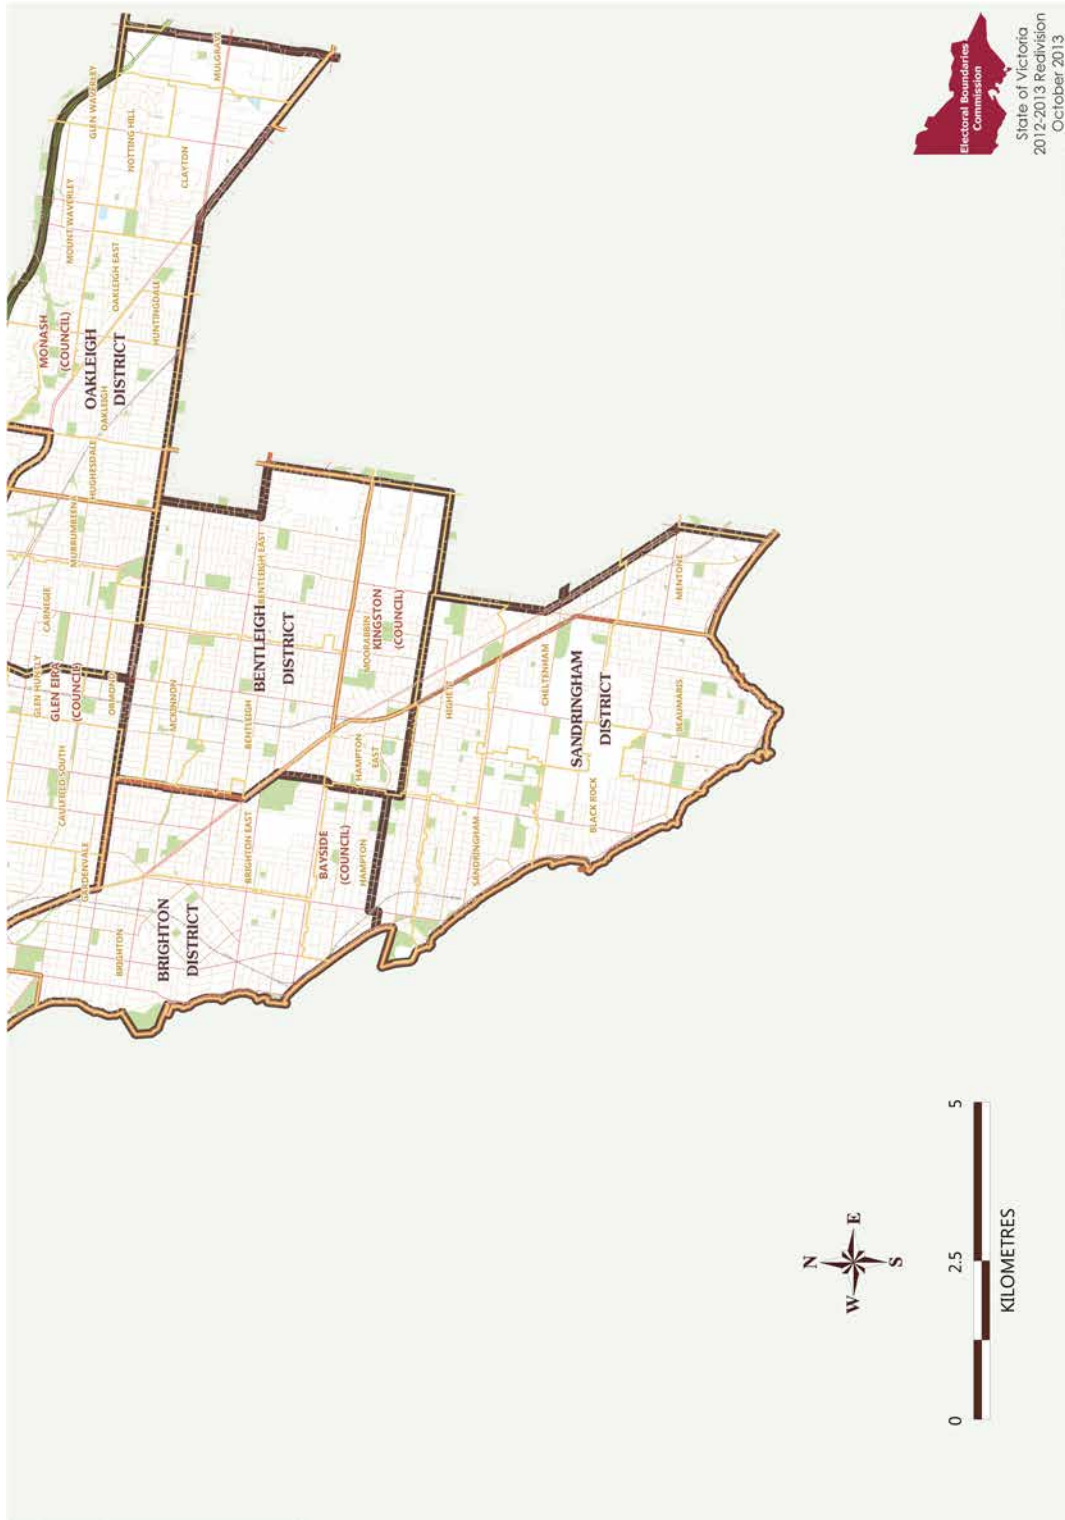 MONASH
(COUNCIL)
GLEN WAVERLEY
MOUNT WAVERLEY
NOTTING HILL
MULGRAVE
CLAYTON
OAKLEIGH EAST
HUNTINGDALE
OAKLEIGH
DISTRICT
OAKLEIGH
HUGHESDALE
MURRUMBEENA
CARNEGIE
GLEN HUNTLY
GLEN EIRA
(COUNCIL)
ORMOND
CAULFIELD SOUTH
GARDENVALE
MCKINNON
BENTLEIGH
BENTLEIGH EAST
BENTLEIGH
DISTRICT
MOORABBIN
KINGSTON
(COUNCIL)
BRIGHTON
BRIGHTON
DISTRICT
BRIGHTON EAST
HAMPTON
EAST
BAYSIDE
(COUNCIL)
HAMPTON
HIGHETT
SANDRINGHAM
CHELTENHAM
SANDRINGHAM
DISTRICT
BLACK ROCK
MENTONE
BEAUMARIS
N
W
E
S
0
2.5
5
KILOMETRES
Electoral Boundaries
Commission
State of Victoria
2012-2013 Redivision
October 2013